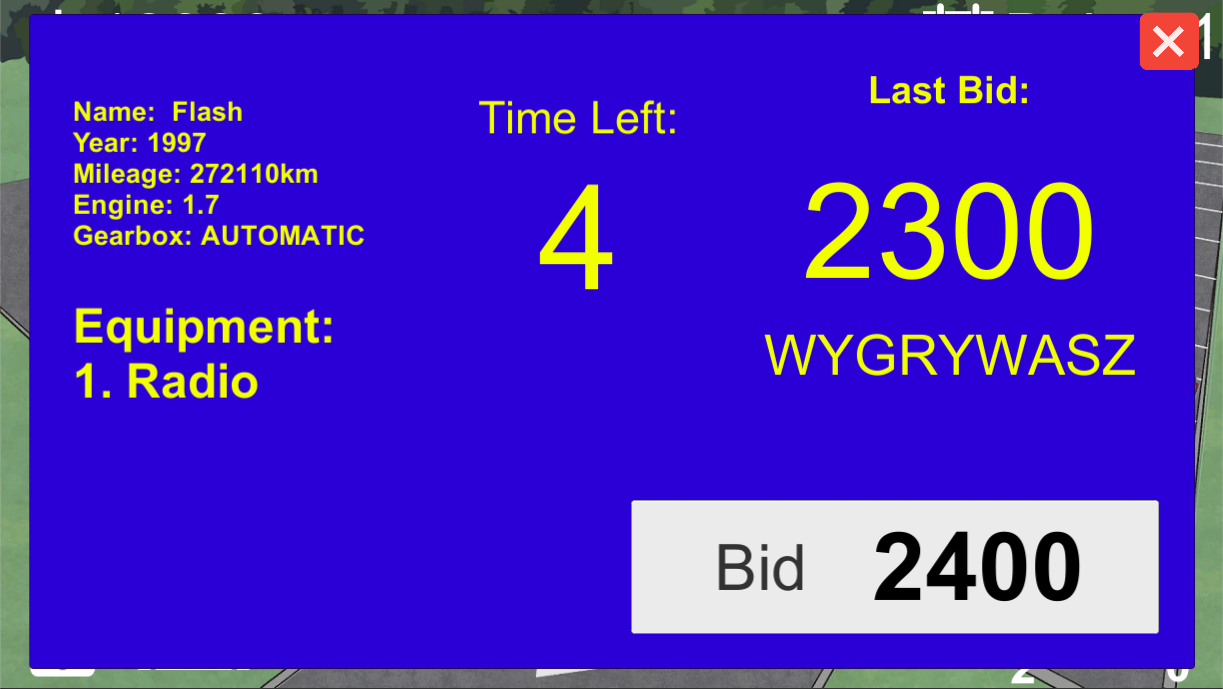 Name:  Flash
Year: 1997
Mileage: 272110km
Engine: 1.7
Gearbox: AUTOMATIC
Equipment:
1. Radio
Time Left:
4
Last Bid:
2300
WYGRYWASZ
Bid 2400